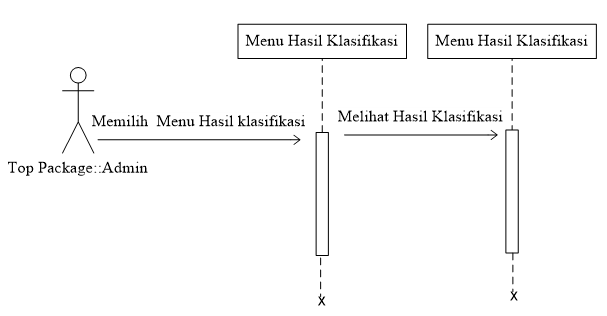 Menu Hasil Klasifikasi
Menu Hasil Klasifikasi
Memilih Menu Hasil klasifikasi
Melihat Hasil Klasifikasi
Top Package::Admin
X
X